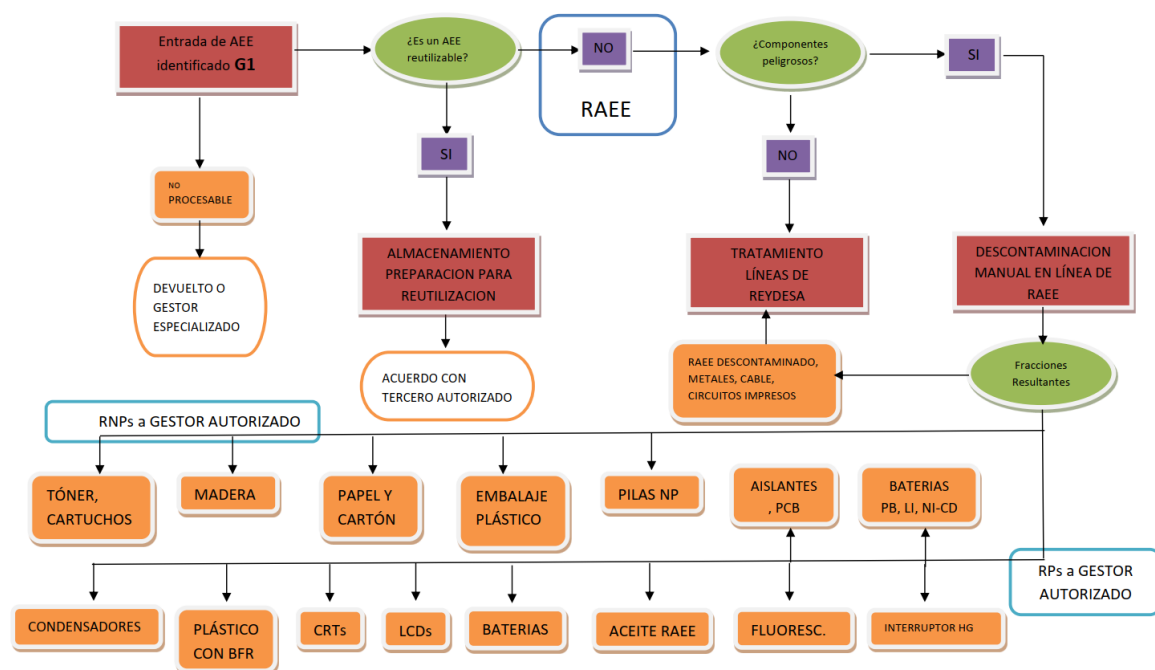 Entrada de AEE
identificado G1
¿Es un AEE
reutilizable?
NO
RAEE
¿Componentes
peligrosos?
SI
SI
NO
NO
PROCESABLE
DEVUELTO O
GESTOR
ESPECIALIZADO
ALMACENAMIENTO
PREPARACION PARA
REUTILIZACION
TRATAMIENTO
LÍNEAS DE
REYDESA
DESCONTAMINACION
MANUAL EN LÍNEA DE
RAEE
ACUERDO CON
TERCERO AUTORIZADO
RAEE DESCONTAMINADO,
METALES, CABLE,
CIRCUITOS IMPRESOS
Fracciones
Resultantes
RNPs a GESTOR AUTORIZADO
TÓNER,
CARTUCHOS
MADERA
PAPEL Y
CARTÓN
EMBALAJE
PLÁSTICO
PILAS NP
AISLANTES
, PCB
BATERIAS
PB, LI, NI-CD
RPs a GESTOR
AUTORIZADO
CONDENSADORES
PLÁSTICO
CON BFR
CRTs
LCDs
BATERIAS
ACEITE RAEE
FLUORESC.
INTERRUPTOR HG